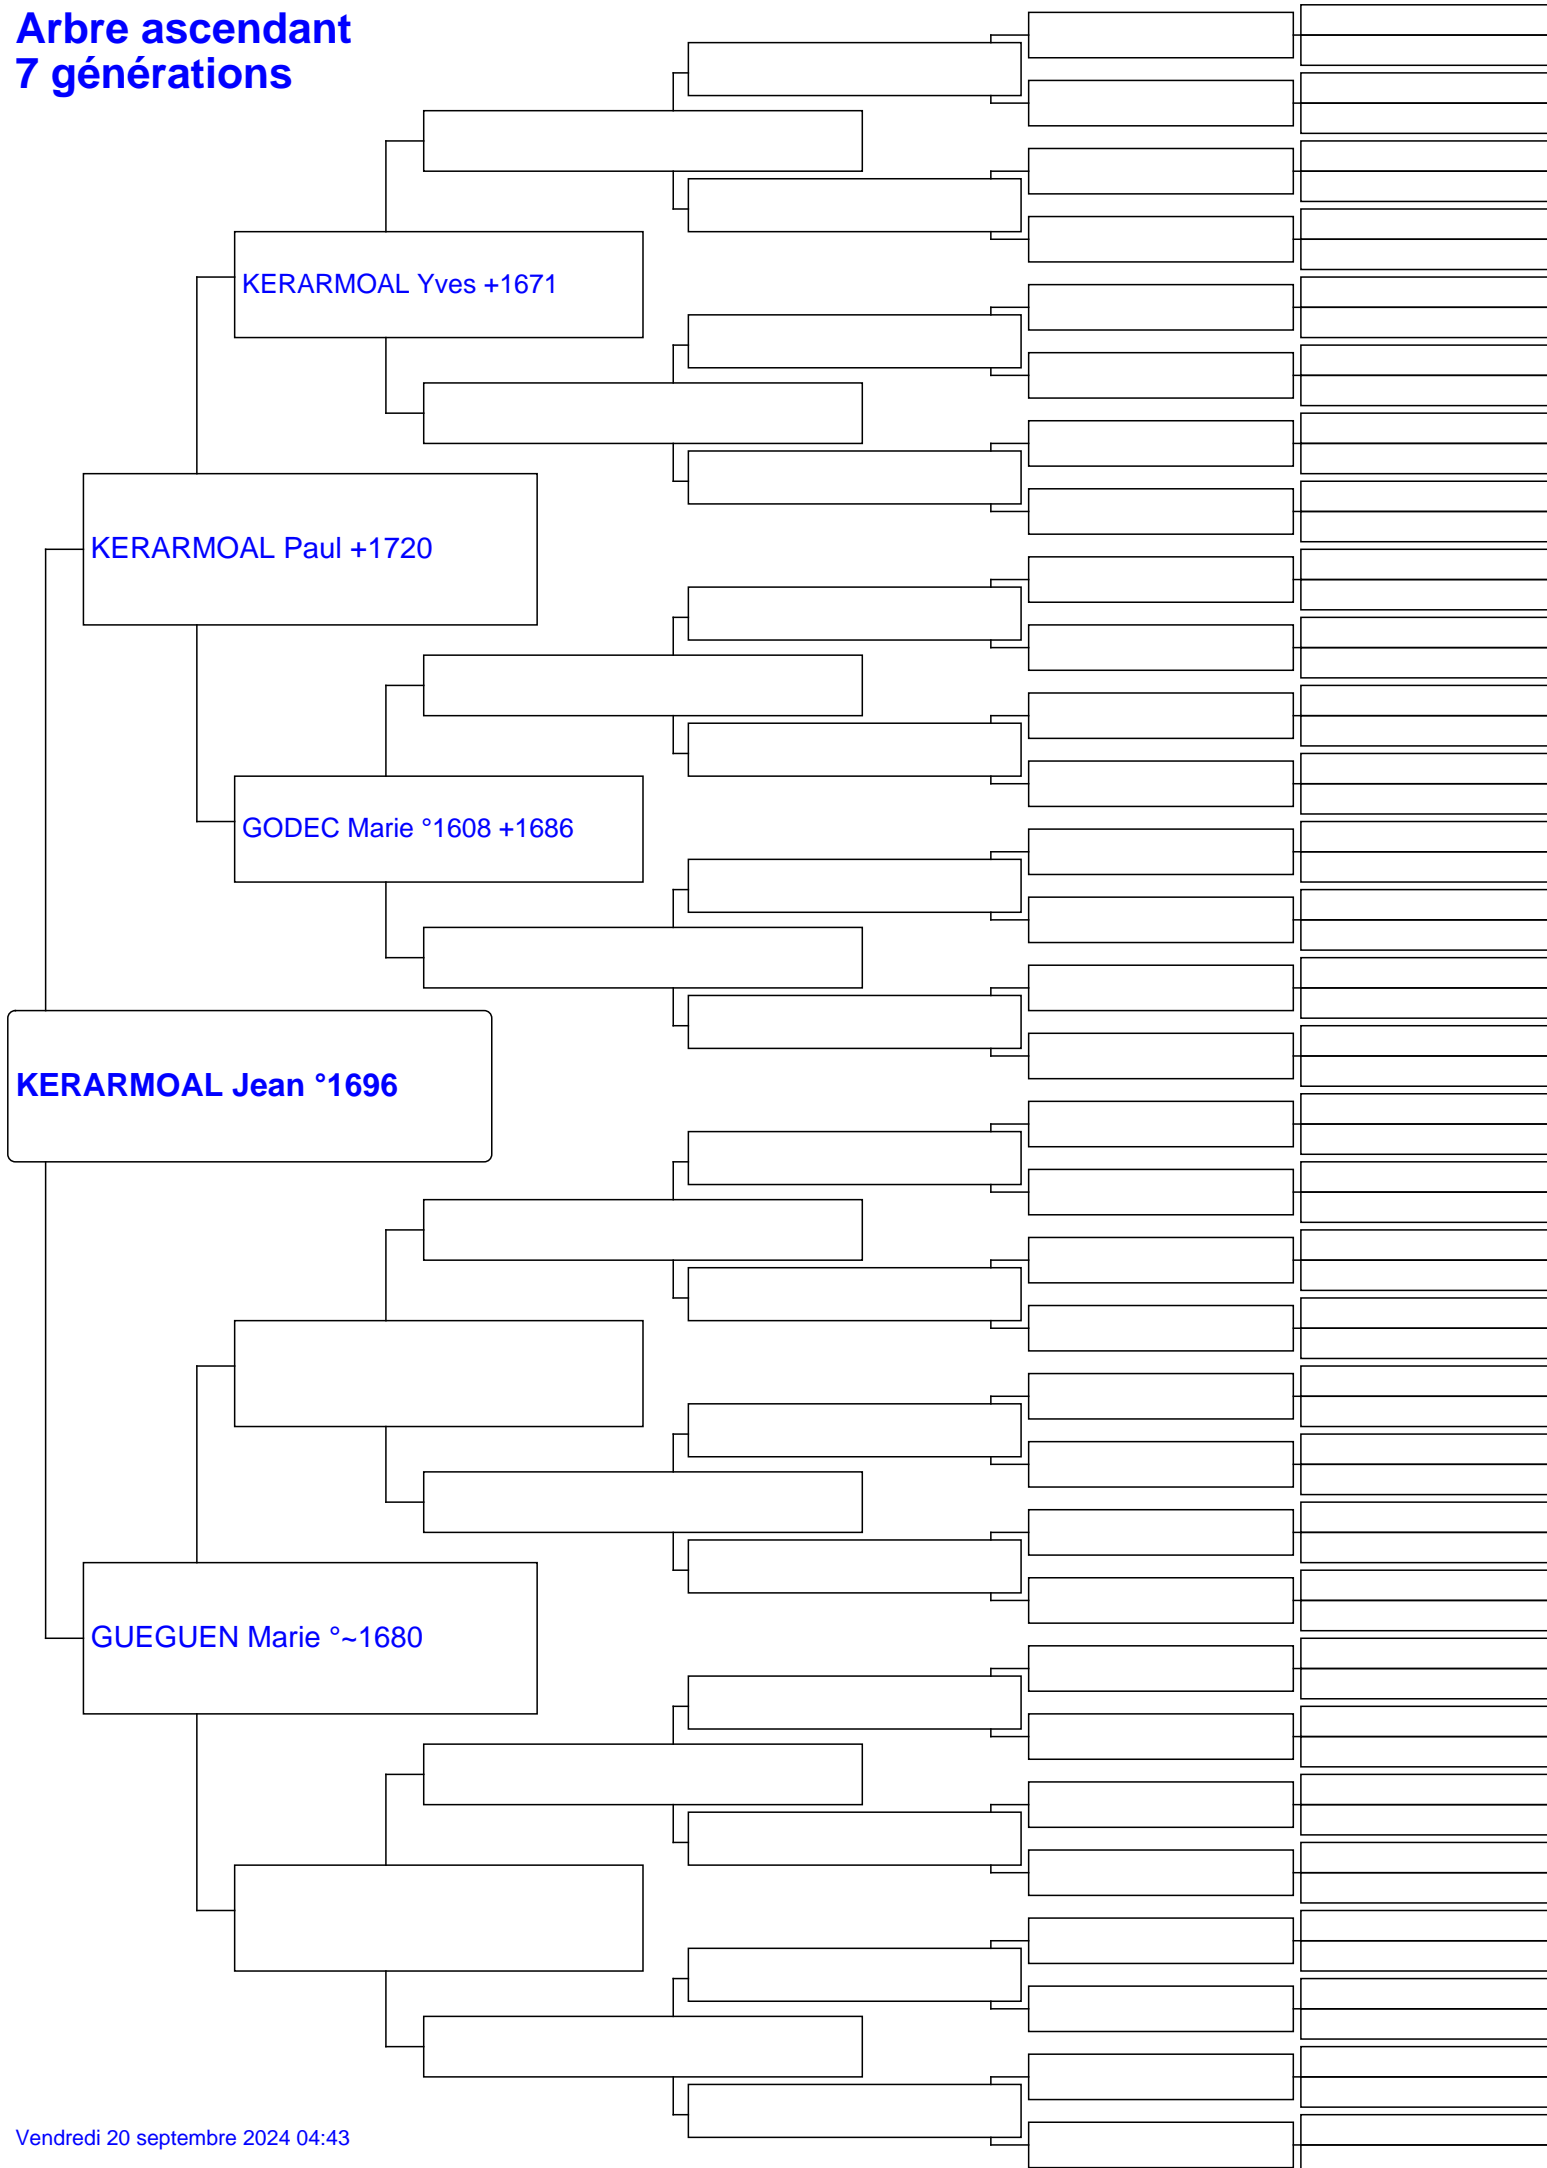 Arbre ascendant
7 générations
KERARMOAL Yves +1671
KERARMOAL Paul +1720
GODEC Marie °1608 +1686
KERARMOAL Jean °1696
GUEGUEN Marie °~1680
Vendredi 20 septembre 2024 04:43